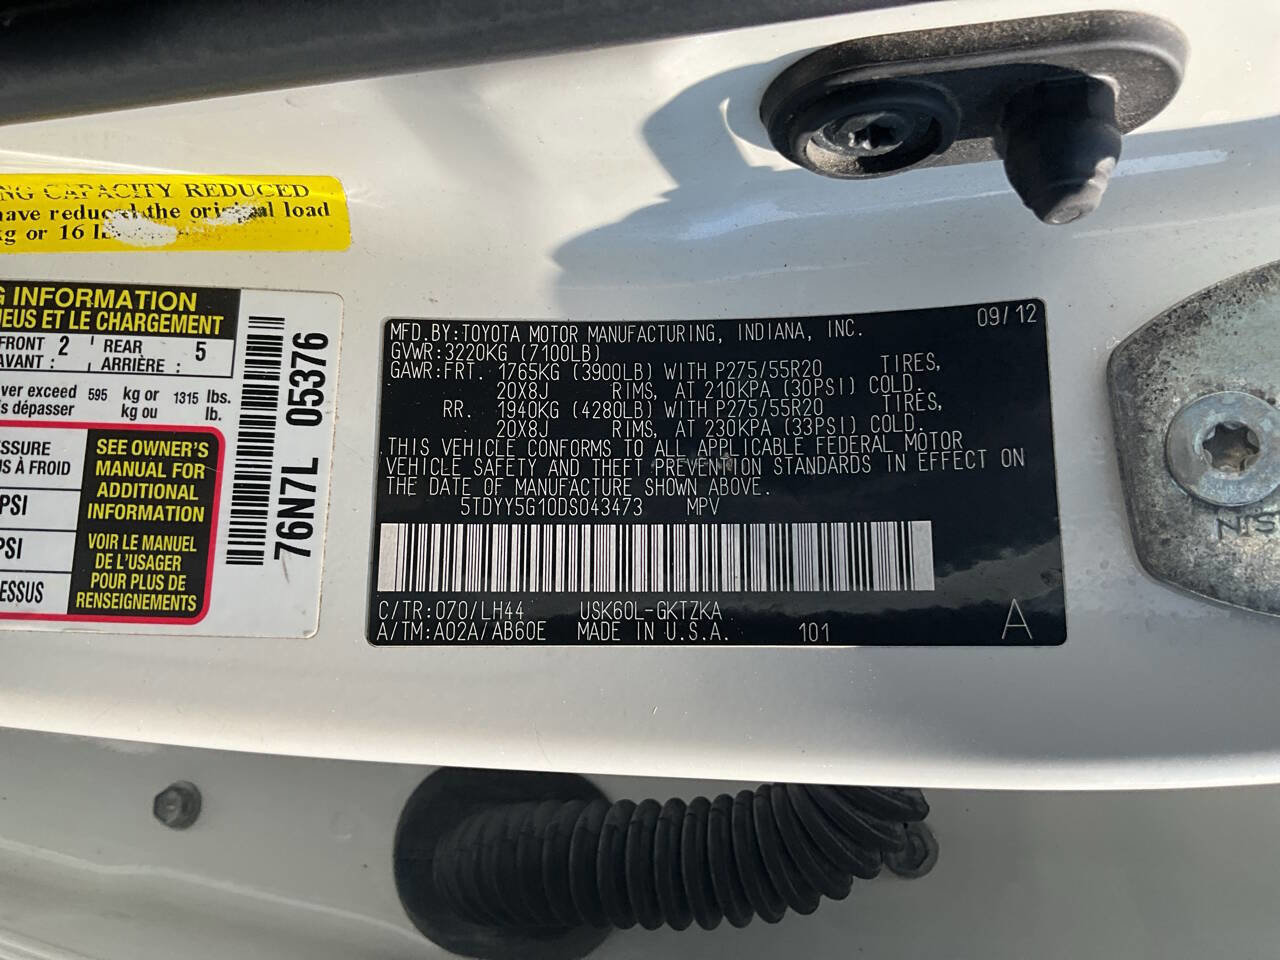 NG CAPACITY REDUCED
have reduced the original load
kg or 16
G INFORMATION
NEUS ET LE CHARGEMENT
FRONT 2 REAR 5
AVANT : ARRIÈRE :
ver exceed 595 kg or 1315 lbs.
is dépasser kg ou lb.
ESSURE
S À FROID
PSI
PSI
ESSUS
SEE OWNER'S
MANUAL FOR
ADDITIONAL
INFORMATION
VOIR LE MANUEL
DE L'USAGER
POUR PLUS DE
RENSEIGNEMENTS
76N7L 05376
09/12
MFD.BY:TOYOTA MOTOR MANUFACTURING, INDIANA, INC.
GVWR:3220KG (7100LB)
GAWR:FRT. 1765KG (3900LB) WITH P275/55R20 TIRES,
20X8J RIMS, AT 210KPA (30PSI) COLD.
RR. 1940KG (4280LB) WITH P275/55R20 TIRES,
20X8J RIMS, AT 230KPA (33PSI) COLD.
THIS VEHICLE CONFORMS TO ALL APPLICABLE FEDERAL MOTOR
VEHICLE SAFETY AND THEFT PREVENTION STANDARDS IN EFFECT ON
THE DATE OF MANUFACTURE SHOWN ABOVE.
5TDYY5G10DS043473 MPV
C/TR:070/LH44 USK60L-GKTZKA
A/TM:A02A/AB60E MADE IN U.S.A. 101 A
NIS